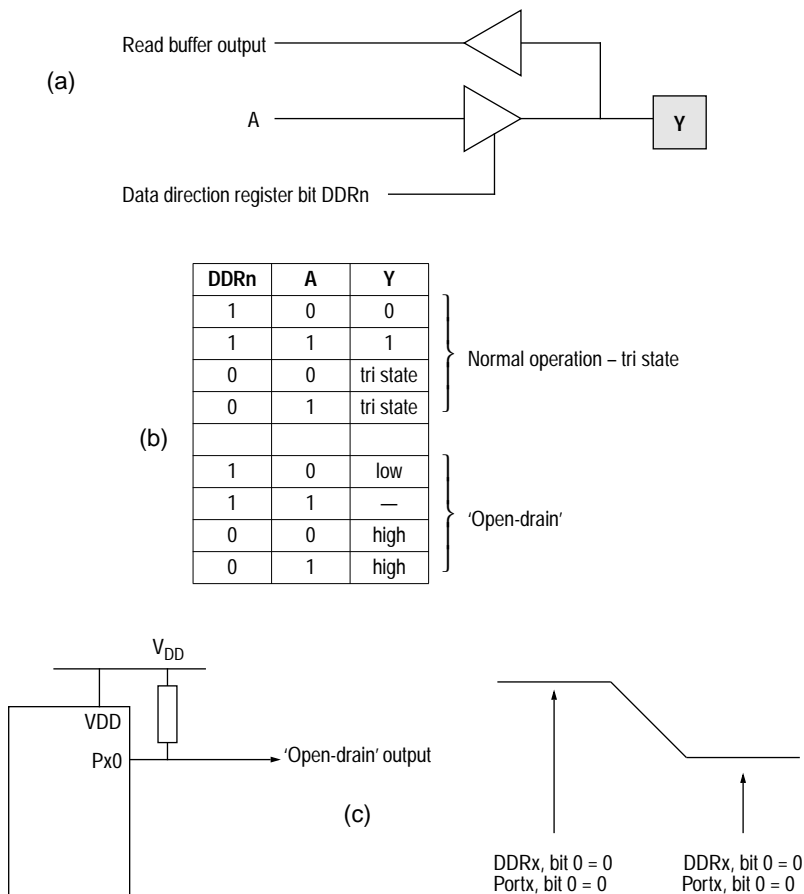 Read buffer output
(a)
A
Y
Data direction register bit DDRn
DDRn A Y
1 0 0
1 1 1
0 0 tri state
0 1 tri state
Normal operation – tri state
(b)
1 0 low
1 1 —
0 0 high
0 1 high
'Open-drain'
VDD
VDD
Px0
'Open-drain' output
(c)
DDRx, bit 0 = 0
Portx, bit 0 = 0
DDRx, bit 0 = 0
Portx, bit 0 = 0